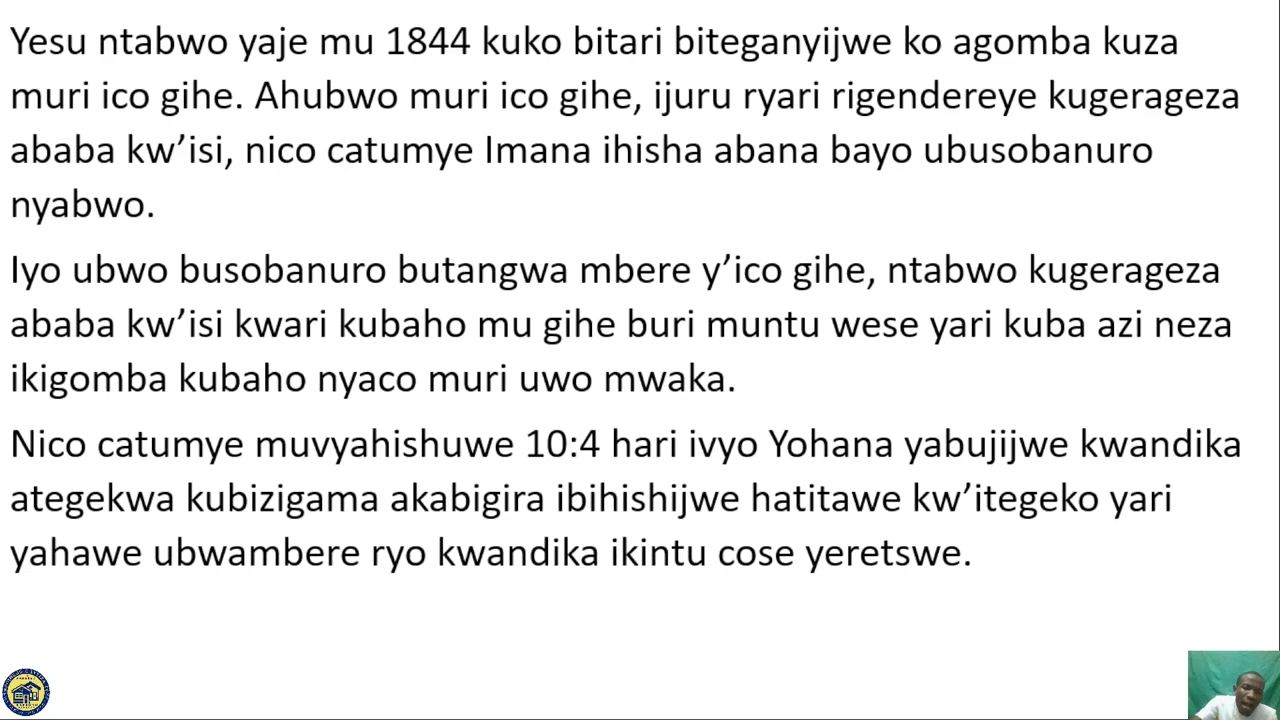 Yesu ntabwo yaje mu 1844 kuko bitari biteganyijwe ko agomba kuza
muri ico gihe. Ahubwo muri ico gihe, ijuru ryari rigendereye kugerageza
ababa kw’isi, nico catumye Imana ihisha abana bayo ubusobanuro
nyabwo.
Iyo ubwo busobanuro butangwa mbere y’ico gihe, ntabwo kugerageza
ababa kw’isi kwari kubaho mu gihe buri muntu wese yari kuba azi neza
ikigomba kubaho nyaco muri uwo mwaka.
Nico catumye muvyahishuwe 10:4 hari ivyo Yohana yabujijwe kwandika
ategekwa kubizigama akabigira ibihishijwe hatitawe kw’itegeko yari
yahawe ubwambere ryo kwandika ikintu cose yeretswe.